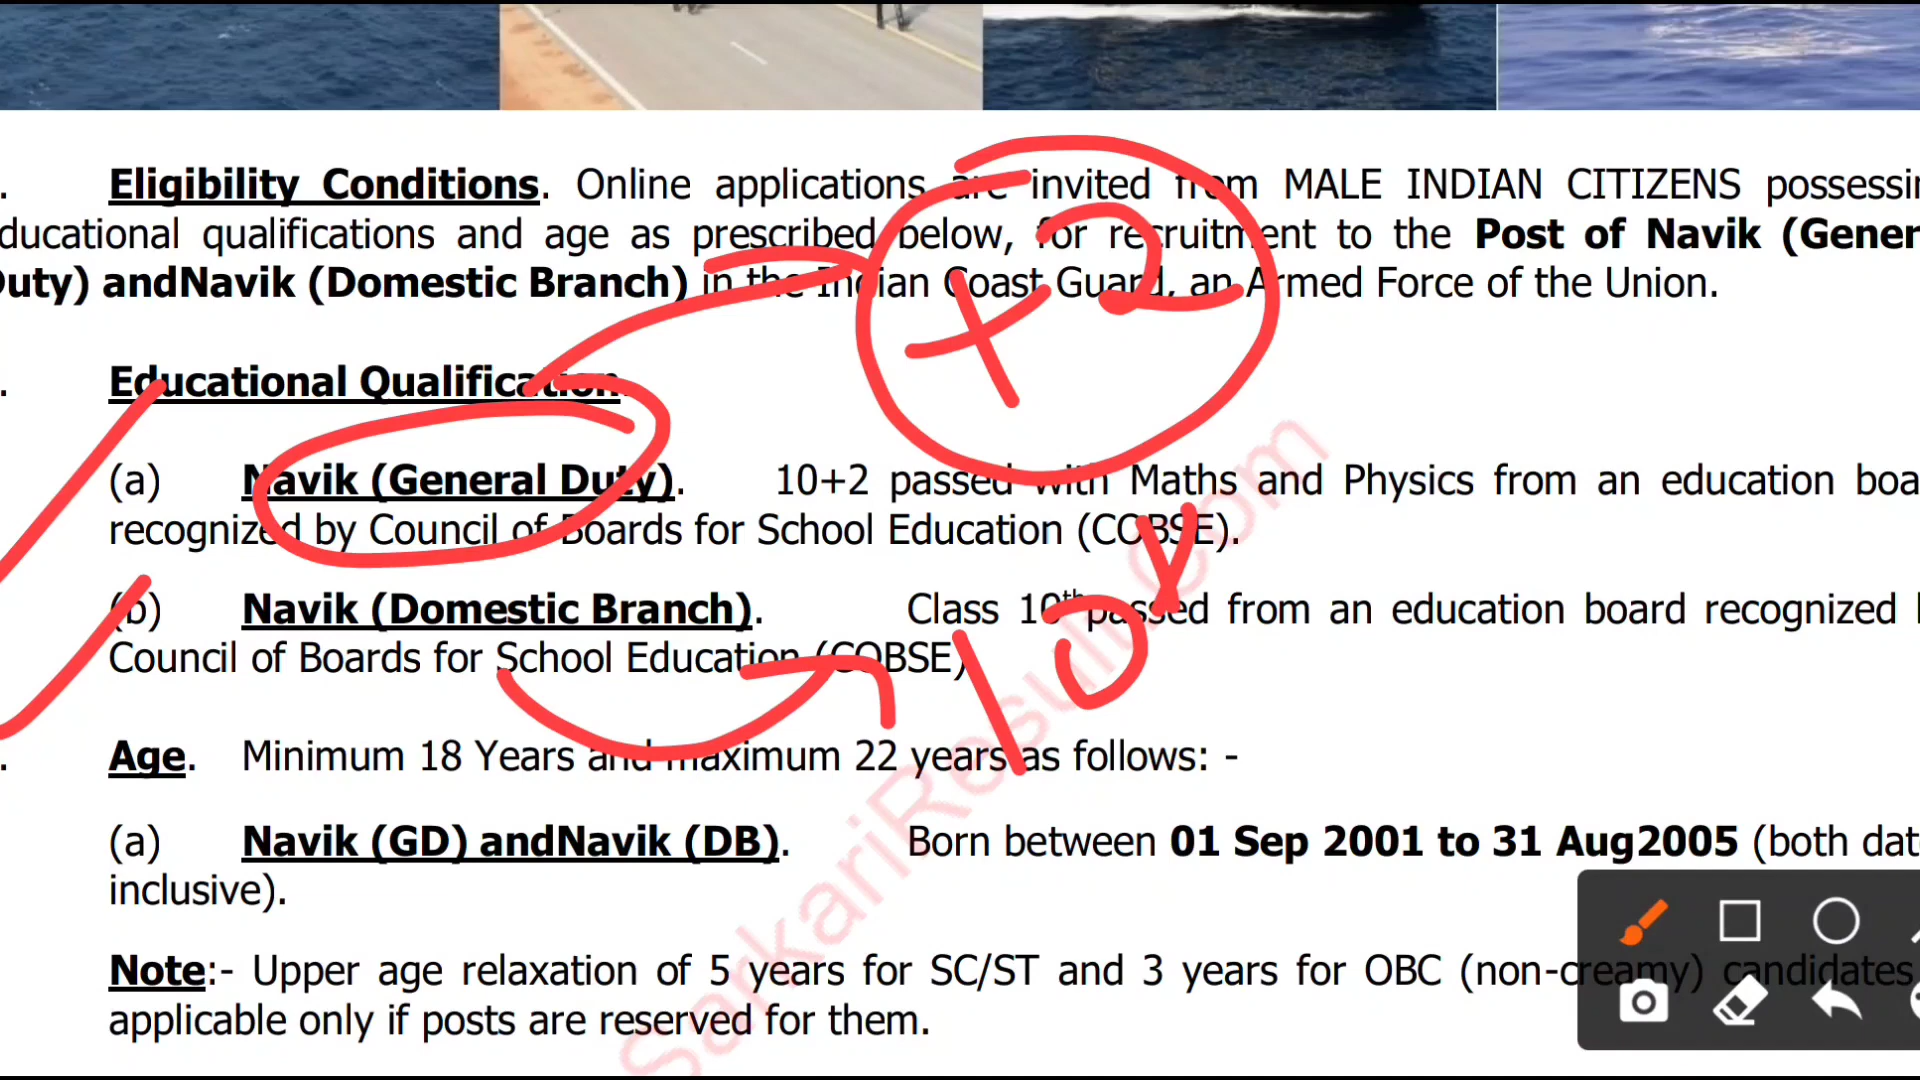 Eligibility Conditions. Online applications are invited from MALE INDIAN CITIZENS
qualifications and age as prescribed below, for recruitment to the Post of Navik
andNavik (Domestic Branch) in the Indian Coast Guard, an Armed Force of the Union.
+2
Educational Qualification.
(a) Navik (General Duty). 10+2 passed with Maths and Physics from an education
recognized by Council of Boards for School Education (COBSE).
(b) Navik (Domestic Branch). Class 10th passed from an education board recognized
Council of Boards for School Education (COBSE)
10
Age. Minimum 18 Years and maximum 22 years as follows: -
(a) Navik (GD) andNavik (DB). Born between 01 Sep 2001 to 31 Aug2005 (both
inclusive).
Note:- Upper age relaxation of 5 years for SC/ST and 3 years for OBC (non-creamy) candidates
applicable only if posts are reserved for them.
SarkariResult.Com